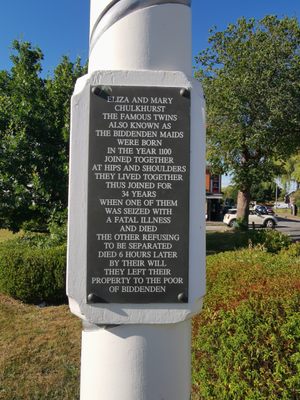 ELIZA AND MARY
CHULKHURST
THE FAMOUS TWINS
ALSO KNOWN AS
THE BIDDENDEN MAIDS
WERE BORN
IN THE YEAR 1100
JOINED TOGETHER
AT HIPS AND SHOULDERS
THEY LIVED TOGETHER
THUS JOINED FOR
34 YEARS
WHEN ONE OF THEM
WAS SEIZED WITH
A FATAL ILLNESS
AND DIED
THE OTHER REFUSING
TO BE SEPARATED
DIED 6 HOURS LATER
BY THEIR WILL
THEY LEFT THEIR
PROPERTY TO THE POOR
OF BIDDENDEN